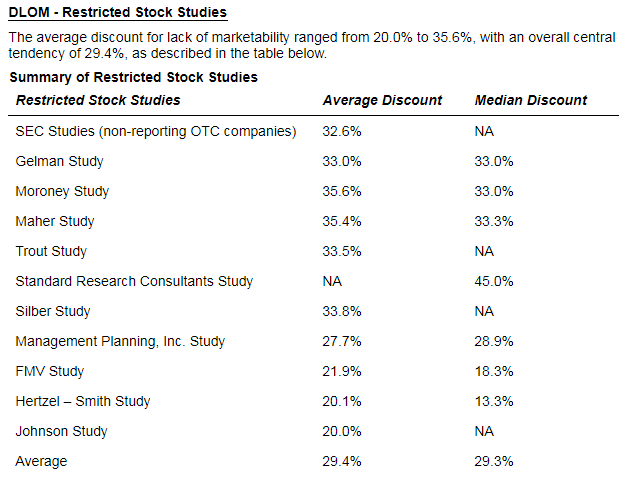 DLOM - Restricted Stock Studies
The average discount for lack of marketability ranged from 20.0% to 35.6%, with an overall central
tendency of 29.4%, as described in the table below.
Summary of Restricted Stock Studies
Restricted Stock Studies Average Discount Median Discount
SEC Studies (non-reporting OTC companies) 32.6% NA
Gelman Study 33.0% 33.0%
Moroney Study 35.6% 33.0%
Maher Study 35.4% 33.3%
Trout Study 33.5% NA
Standard Research Consultants Study NA 45.0%
Silber Study 33.8% NA
Management Planning, Inc. Study 27.7% 28.9%
FMV Study 21.9% 18.3%
Hertzel – Smith Study 20.1% 13.3%
Johnson Study 20.0% NA
Average 29.4% 29.3%